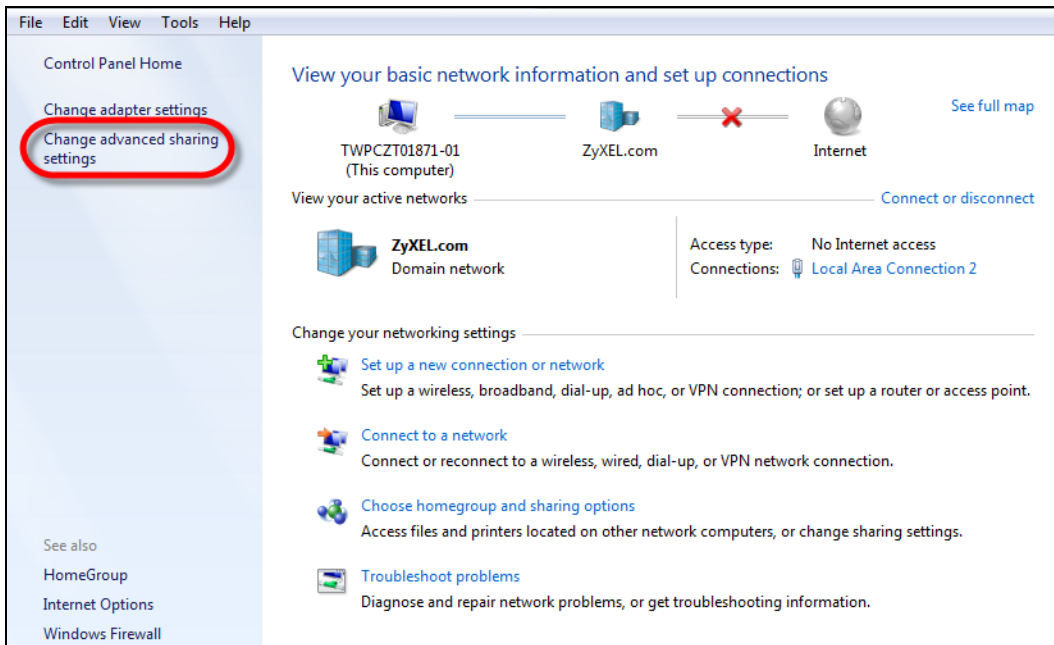 File Edit View Tools Help
Control Panel Home
Change adapter settings
Change advanced sharing
settings
See also
HomeGroup
Internet Options
Windows Firewall
View your basic network information and set up connections
See full map
TWPCZT01871-01
(This computer)
ZyXEL.com
Internet
View your active networks
Connect or disconnect
ZyXEL.com
Domain network
Access type: No Internet access
Connections: Local Area Connection 2
Change your networking settings
Set up a new connection or network
Set up a wireless, broadband, dial-up, ad hoc, or VPN connection; or set up a router or access point.
Connect to a network
Connect or reconnect to a wireless, wired, dial-up, or VPN network connection.
Choose homegroup and sharing options
Access files and printers located on other network computers, or change sharing settings.
Troubleshoot problems
Diagnose and repair network problems, or get troubleshooting information.